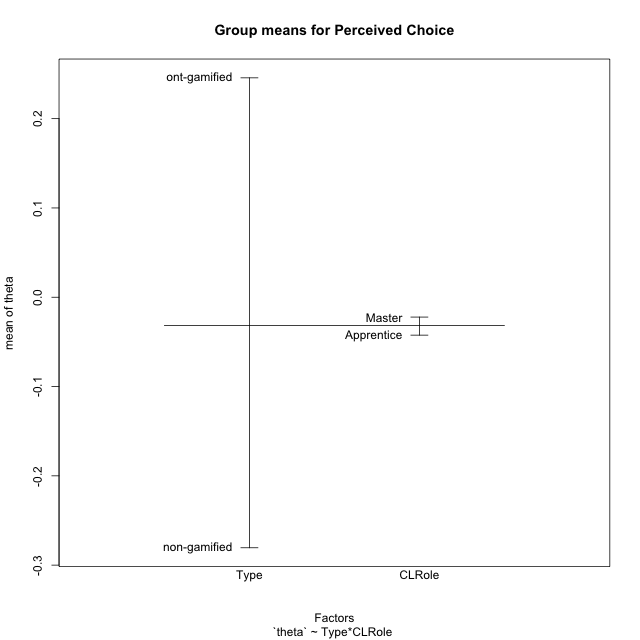 Group means for Perceived Choice
ont-gamified
0.2
0.1
0.0
-0.1
-0.2
-0.3
mean of theta
Master
Apprentice
non-gamified
Type
CLRole
Factors
`theta` ~ Type*CLRole